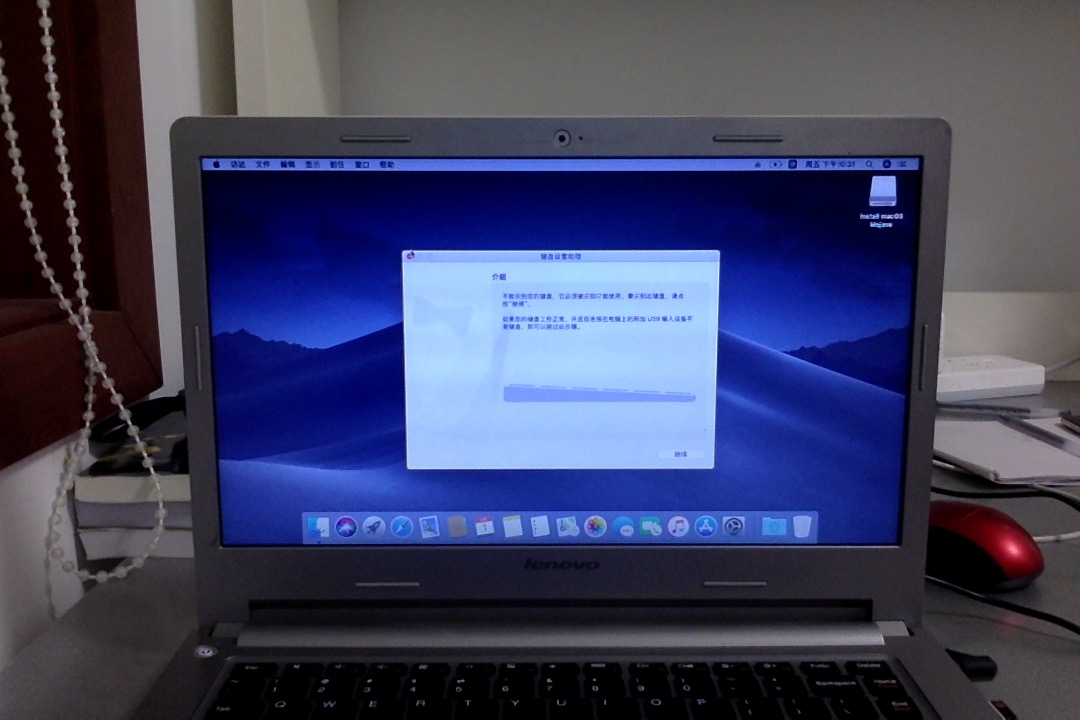 访达 文件 编辑 显示 前往 窗口 帮助
周五下午10:31
Install macOS
Mojave
键盘设置助理
介绍
不能识别您的键盘，仅必须被识别才能使用。要识别此键盘，请点
按“继续”。
如果您的键盘工作正常，并且您连接在电脑上的附加 USB 输入设备不
是键盘，则可以跳过此步骤。
继续
lenovo
Esc
Delete
Backspace
Home
Tab
Q W E R T Y U I O P
End